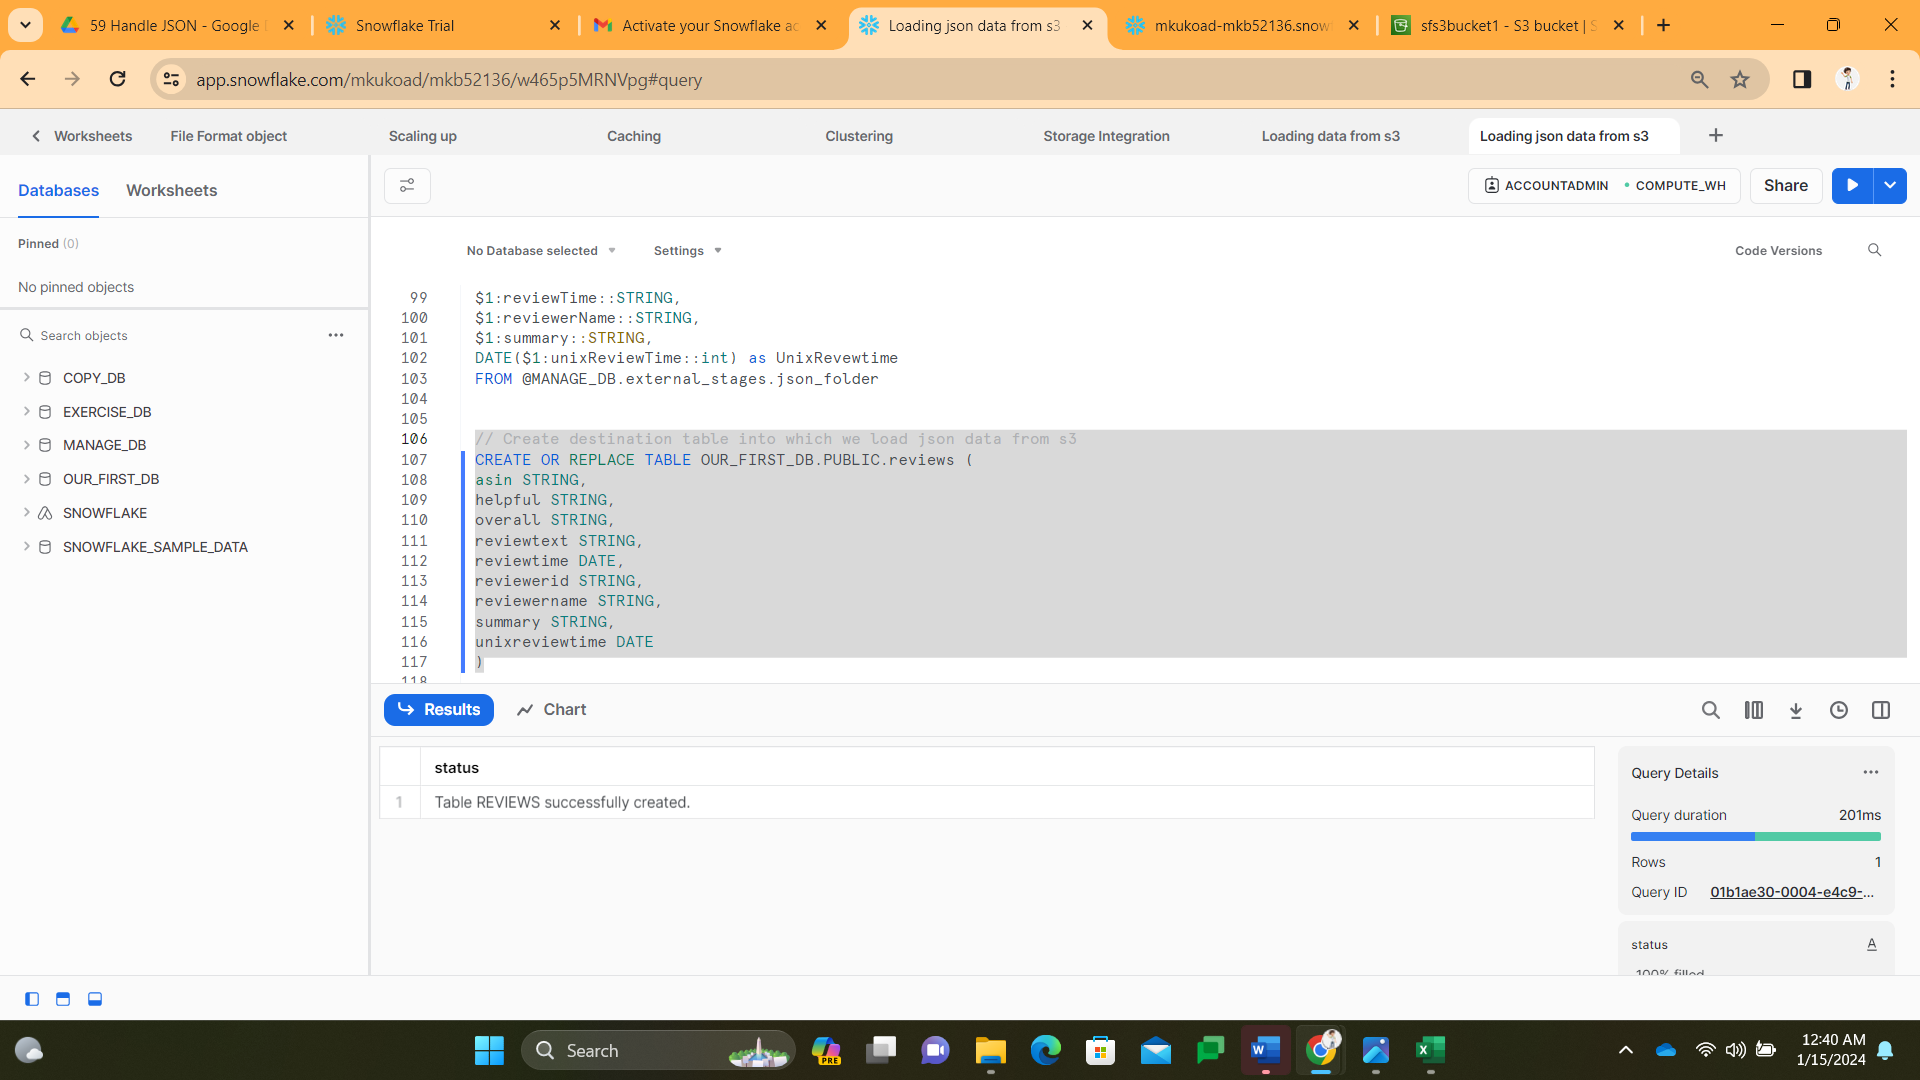 59 Handle JSON - Google
Snowflake Trial
Activate your Snowflake ac
Loading json data from s3
mkukoad-mkb52136.snow
sfs3bucket1 - S3 bucket | S
app.snowflake.com/mkukoad/mkb52136/w465p5MRNVpg#query
Worksheets
File Format object
Scaling up
Caching
Clustering
Storage Integration
Loading data from s3
Loading json data from s3
Databases
Worksheets
ACCOUNTADMIN
COMPUTE_WH
Share
Pinned (0)
No pinned objects
Search objects
COPY_DB
EXERCISE_DB
MANAGE_DB
OUR_FIRST_DB
SNOWFLAKE
SNOWFLAKE_SAMPLE_DATA
No Database selected
Settings
Code Versions
99 $1:reviewTime::STRING,
100 $1:reviewerName::STRING,
101 $1:summary::STRING,
102 DATE($1:unixReviewTime::int) as UnixRevewtime
103 FROM @MANAGE_DB.external_stages.json_folder
104
105
106 // Create destination table into which we load json data from s3
107 CREATE OR REPLACE TABLE OUR_FIRST_DB.PUBLIC.reviews (
108 asin STRING,
109 helpful STRING,
110 overall STRING,
111 reviewtext STRING,
112 reviewtime DATE,
113 reviewerid STRING,
114 reviewername STRING,
115 summary STRING,
116 unixreviewtime DATE
117 )
118
Results
Chart
status
1 Table REVIEWS successfully created.
Query Details
Query duration 201ms
Rows 1
Query ID 01b1ae30-0004-e4c9-...
status A
100% filled
Search
PRE
12:40 AM
1/15/2024